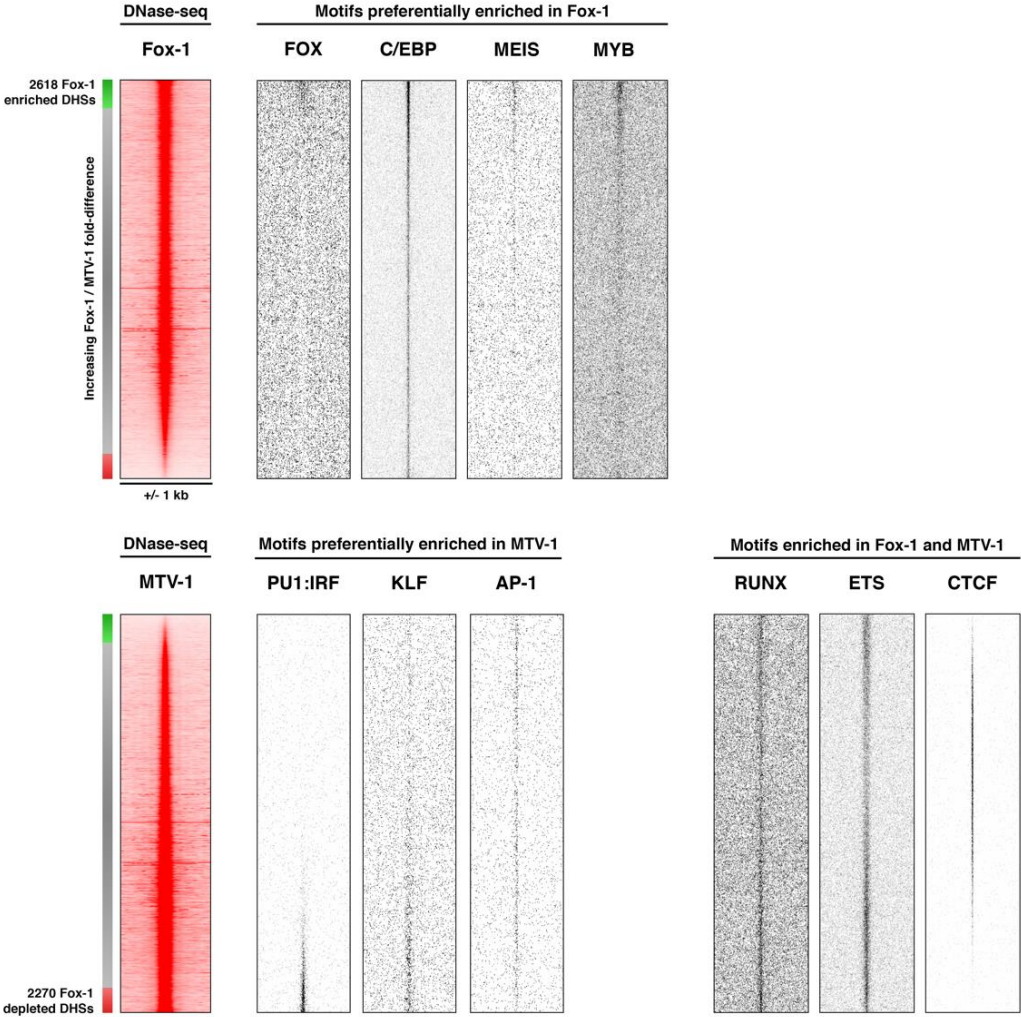 DNase-seq
Motifs preferentially enriched in Fox-1
Fox-1
FOX
C/EBP
MEIS
MYB
2618 Fox-1
enriched DHSs
Increasing Fox-1 / MTV-1 fold-difference
+/- 1 kb
DNase-seq
Motifs preferentially enriched in MTV-1
Motifs enriched in Fox-1 and MTV-1
MTV-1
PU1:IRF
KLF
AP-1
RUNX
ETS
CTCF
2270 Fox-1
depleted DHSs